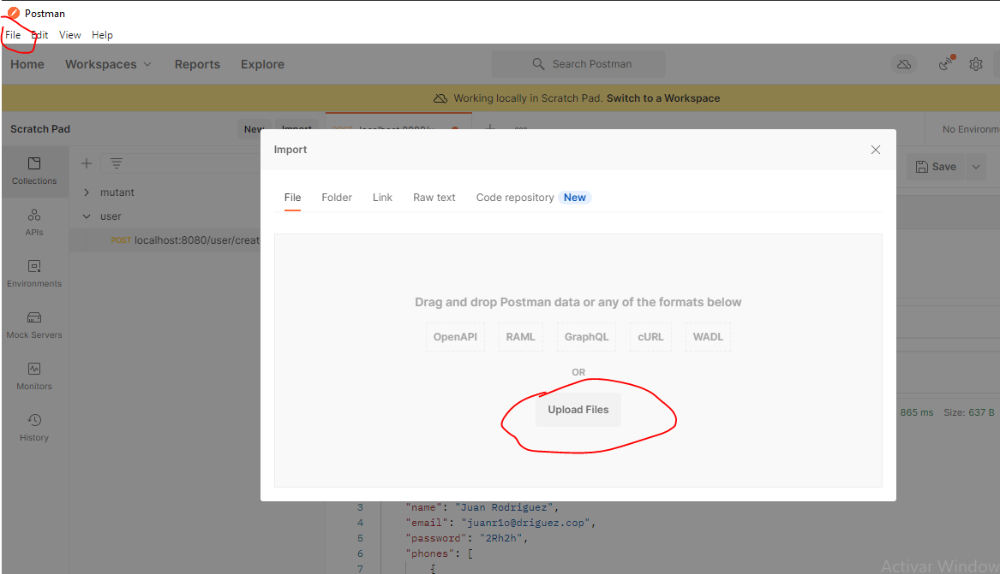 Postman
File Edit View Help
Home Workspaces Reports Explore Search Postman
Working locally in Scratch Pad. Switch to a Workspace
Scratch Pad New Import POST localhost:8080/u No Environm
Import
Save
File Folder Link Raw text Code repository New
Collections
mutant
user
APIs
POST localhost:8080/user/creat
Environments
Drag and drop Postman data or any of the formats below
Mock Servers
OpenAPI RAML GraphQL cURL WADL
OR
Monitors
Upload Files
865 ms Size: 637 B
History
3 "name": "Juan Rodriguez",
4 "email": "juanr1o@driguez.cop",
5 "password": "2Rh2h",
6 "phones": [
7 {
Activar Window